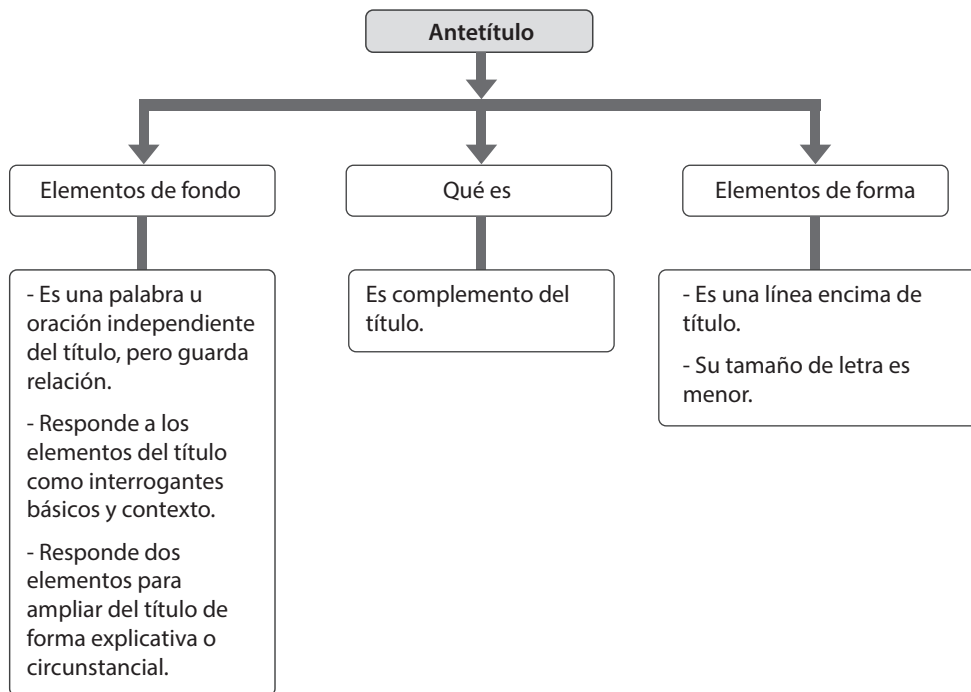 Antetítulo
Elementos de fondo
Qué es
Elementos de forma
- Es una palabra u
oración independiente
del título, pero guarda
relación.
- Responde a los
elementos del título
como interrogantes
básicos y contexto.
- Responde dos
elementos para
ampliar del título de
forma explicativa o
circunstancial.
Es complemento del
título.
- Es una línea encima de
título.
- Su tamaño de letra es
menor.